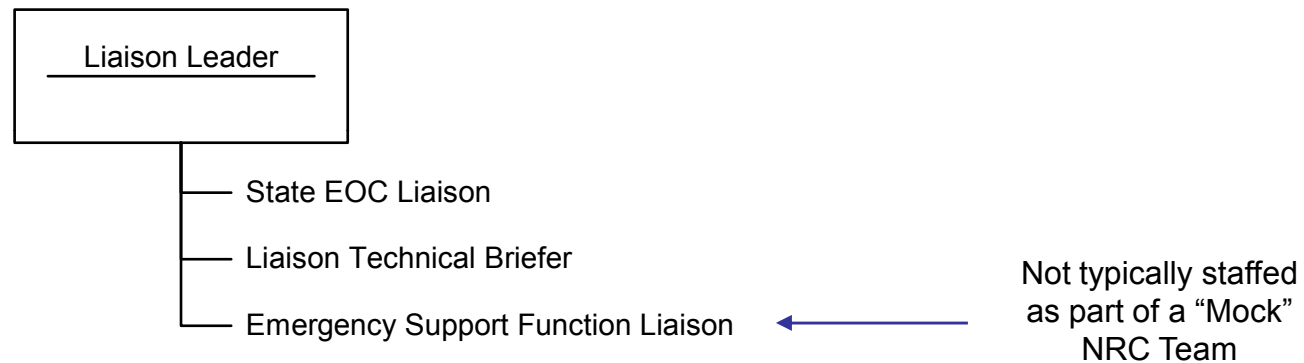 Liaison Leader
State EOC Liaison
Liaison Technical Briefer
Emergency Support Function Liaison
Not typically staffed
as part of a “Mock”
NRC Team